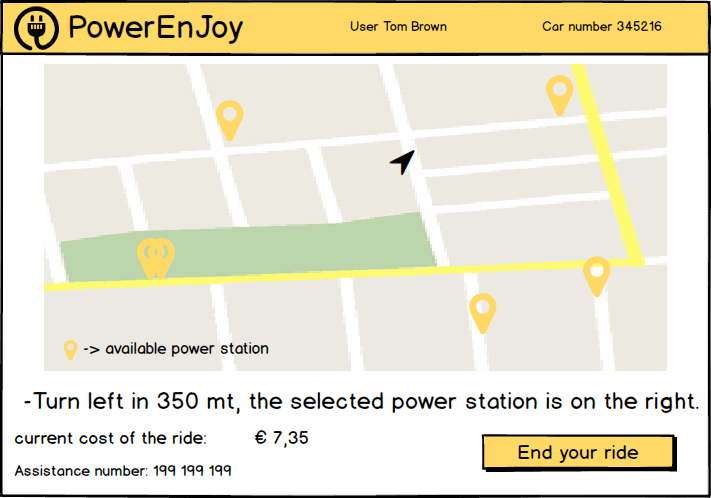 PowerEnJoy
User Tom Brown
Car number 345216
-> available power station
-Turn left in 350 mt, the selected power station is on the right.
current cost of the ride: € 7,35
End your ride
Assistance number: 199 199 199